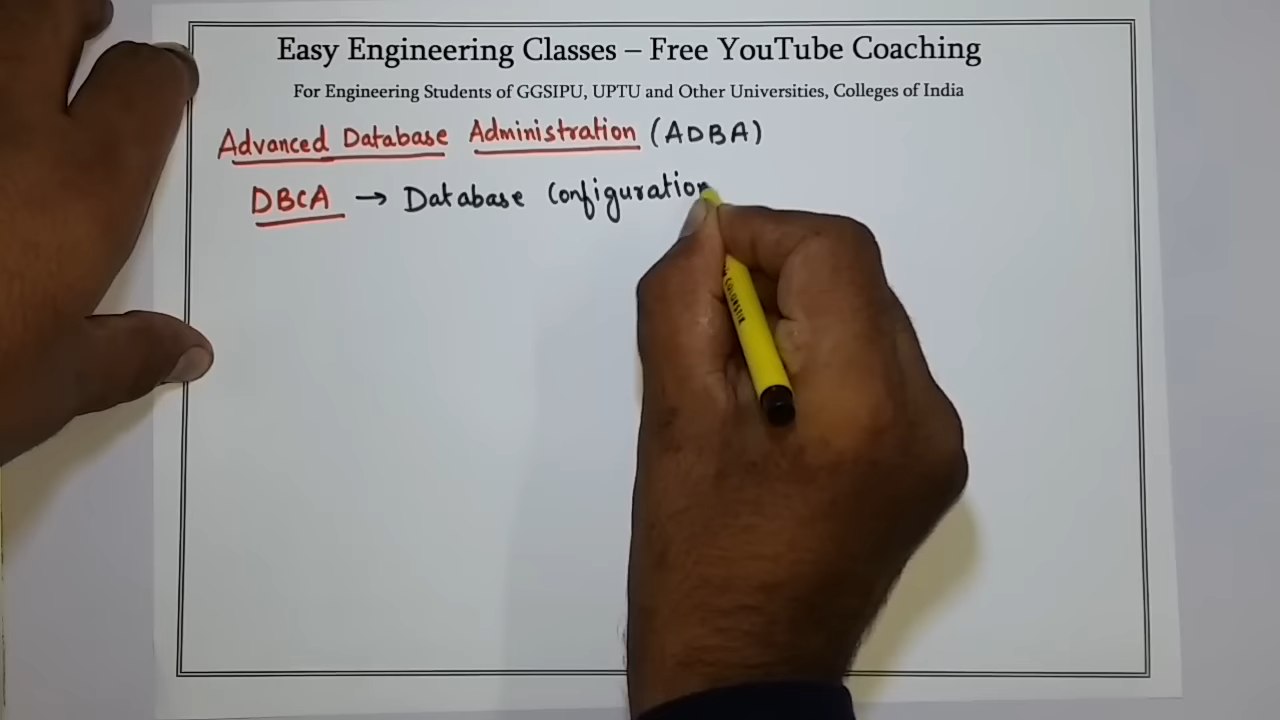 Easy Engineering Classes – Free YouTube Coaching
For Engineering Students of GGSIPU, UPTU and Other Universities, Colleges of India
Advanced Database Administration (ADBA)
DBCA → Database Configuration